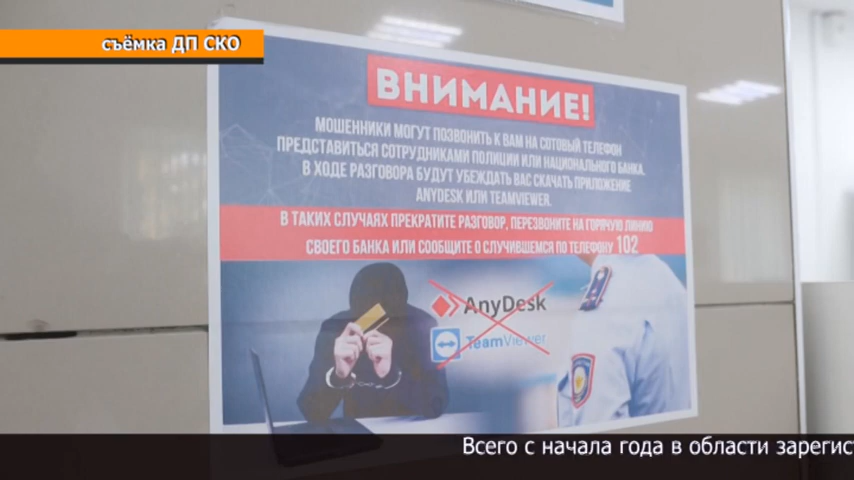 съёмка ДП СКО
ВНИМАНИЕ!
МОШЕННИКИ МОГУТ ПОЗВОНИТЬ К ВАМ НА СОТОВЫЙ ТЕЛЕФОН
ПРЕДСТАВИТЬСЯ СОТРУДНИКАМИ ПОЛИЦИИ ИЛИ НАЦИОНАЛЬНОГО БАНКА.
В ХОДЕ РАЗГОВОРА БУДУТ УБЕЖДАТЬ ВАС СКАЧАТЬ ПРИЛОЖЕНИЕ
ANYDESK ИЛИ TEAMVIEWER.
В ТАКИХ СЛУЧАЯХ ПРЕКРАТИТЕ РАЗГОВОР, ПЕРЕЗВОНИТЕ НА ГОРЯЧУЮ ЛИНИЮ
СВОЕГО БАНКА ИЛИ СООБЩИТЕ О СЛУЧИВШЕМСЯ ПО ТЕЛЕФОНУ 102
AnyDesk
TeamViewer
Всего с начала года в области зарегис